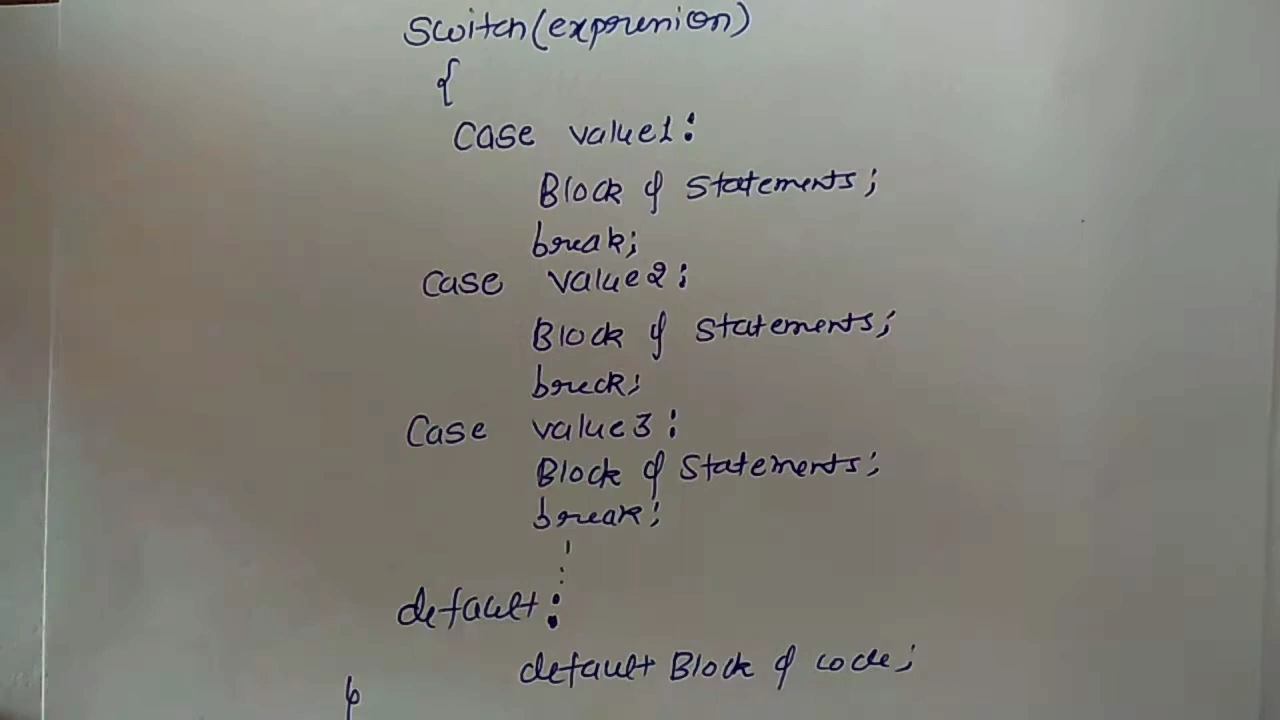 switch(expression)
{
case value1:
Block of statements;
break;
case value2:
Block of statements;
break;
case value3:
Block of statements;
break;
default:
default Block of code;
}